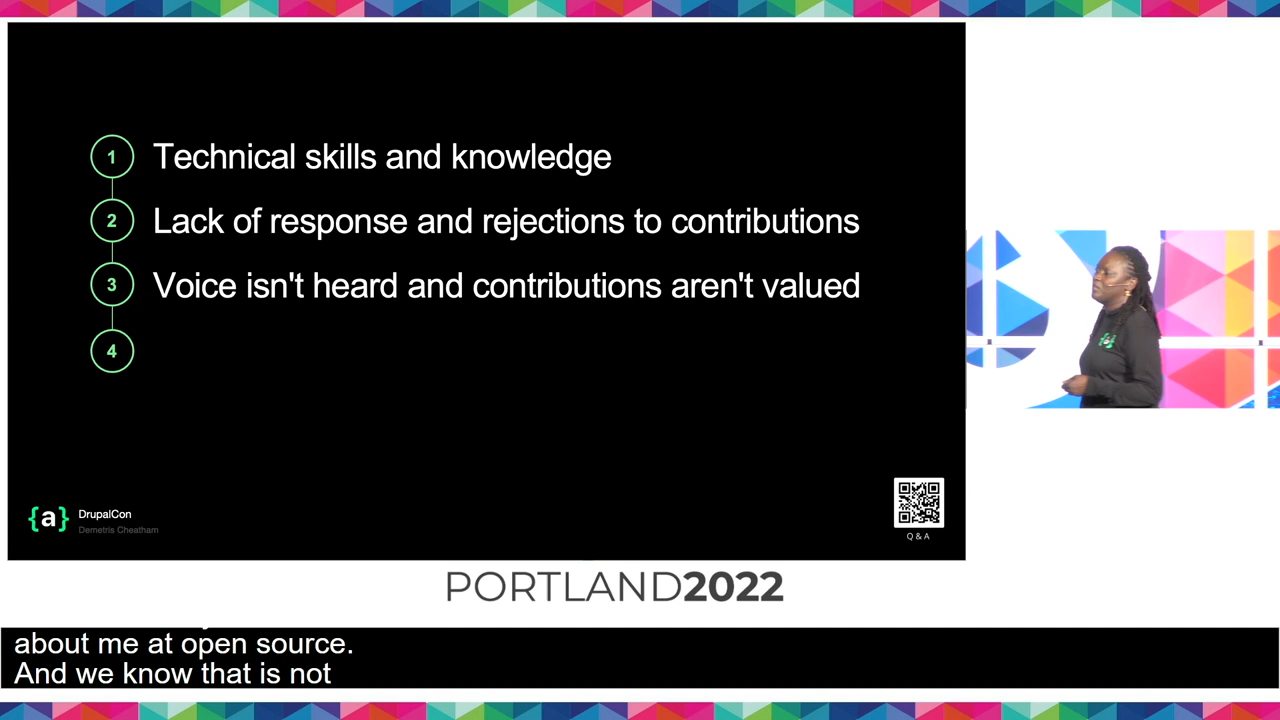 1 Technical skills and knowledge
2 Lack of response and rejections to contributions
3 Voice isn't heard and contributions aren't valued
4
{a} DrupalCon
Demetris Cheatham
Q & A
PORTLAND2022
about me at open source.
And we know that is not